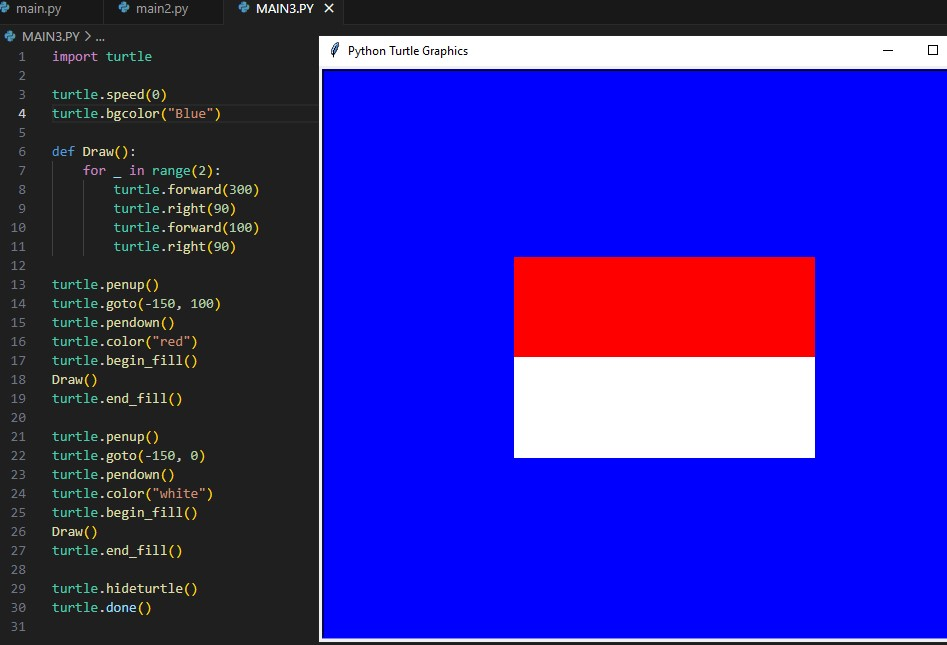 main.py main2.py MAIN3.PY
MAIN3.PY > ...
Python Turtle Graphics
1 import turtle
2
3 turtle.speed(0)
4 turtle.bgcolor("Blue")
5
6 def Draw():
7 for _ in range(2):
8 turtle.forward(300)
9 turtle.right(90)
10 turtle.forward(100)
11 turtle.right(90)
12
13 turtle.penup()
14 turtle.goto(-150, 100)
15 turtle.pendown()
16 turtle.color("red")
17 turtle.begin_fill()
18 Draw()
19 turtle.end_fill()
20
21 turtle.penup()
22 turtle.goto(-150, 0)
23 turtle.pendown()
24 turtle.color("white")
25 turtle.begin_fill()
26 Draw()
27 turtle.end_fill()
28
29 turtle.hideturtle()
30 turtle.done()
31